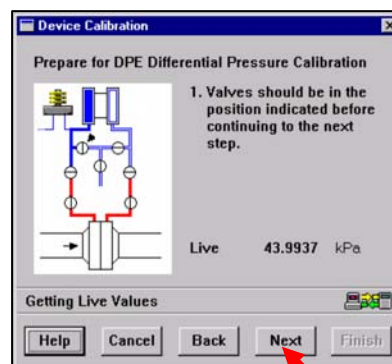 Device Calibration
Prepare for DPE Differential Pressure Calibration
1. Valves should be in the
position indicated before
continuing to the next
step.
Live 43.9937 kPa
Getting Live Values
Help Cancel Back Next Finish